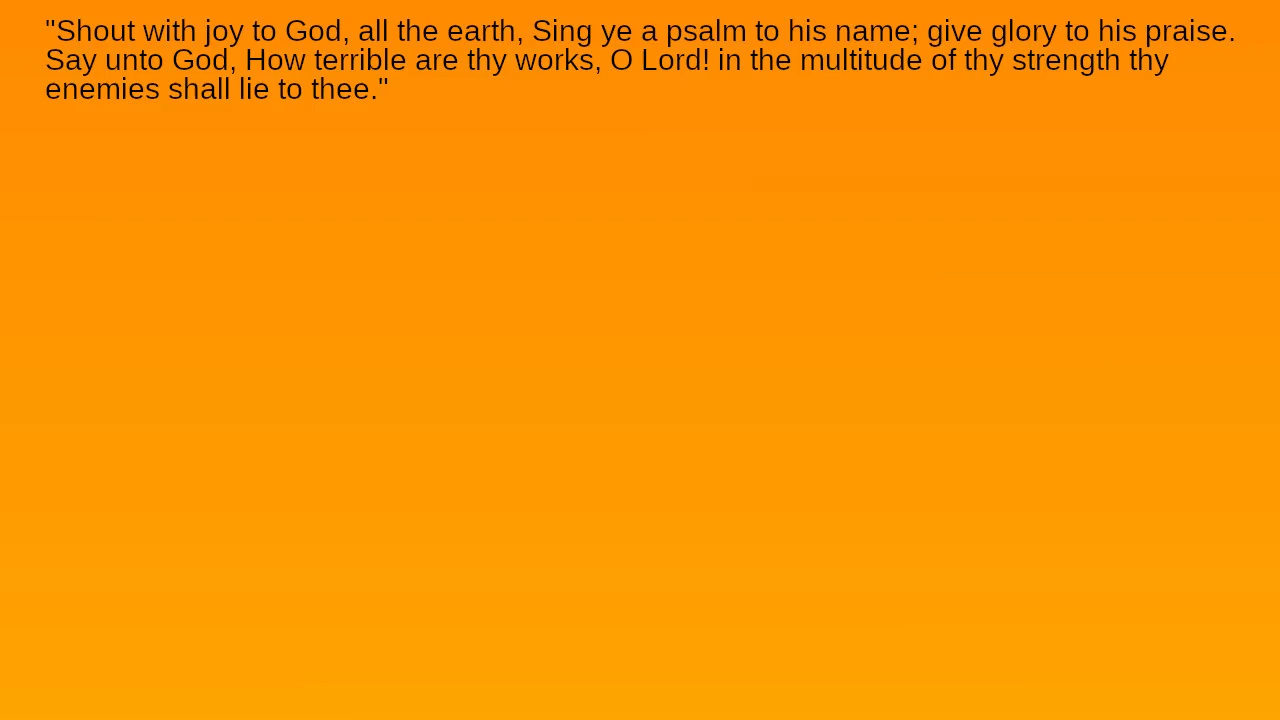 "Shout with joy to God, all the earth, Sing ye a psalm to his name; give glory to his praise.
Say unto God, How terrible are thy works, O Lord! in the multitude of thy strength thy
enemies shall lie to thee."